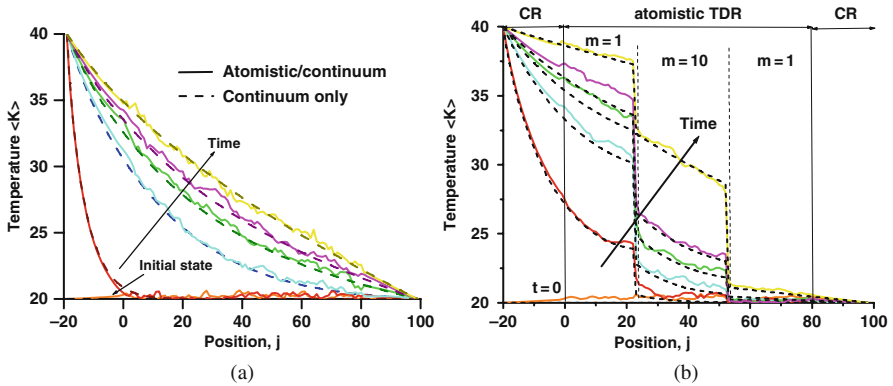 Temperature <K>
40
35
30
25
20
−20
0
20
40
60
80
100
Position, j
Atomistic/continuum
Continuum only
Time
Initial state
(a)
CR
atomistic TDR
CR
m = 1
m = 10
m = 1
Time
t = 0
Temperature <K>
40
35
30
25
20
−20
0
20
40
60
80
100
Position, j
(b)